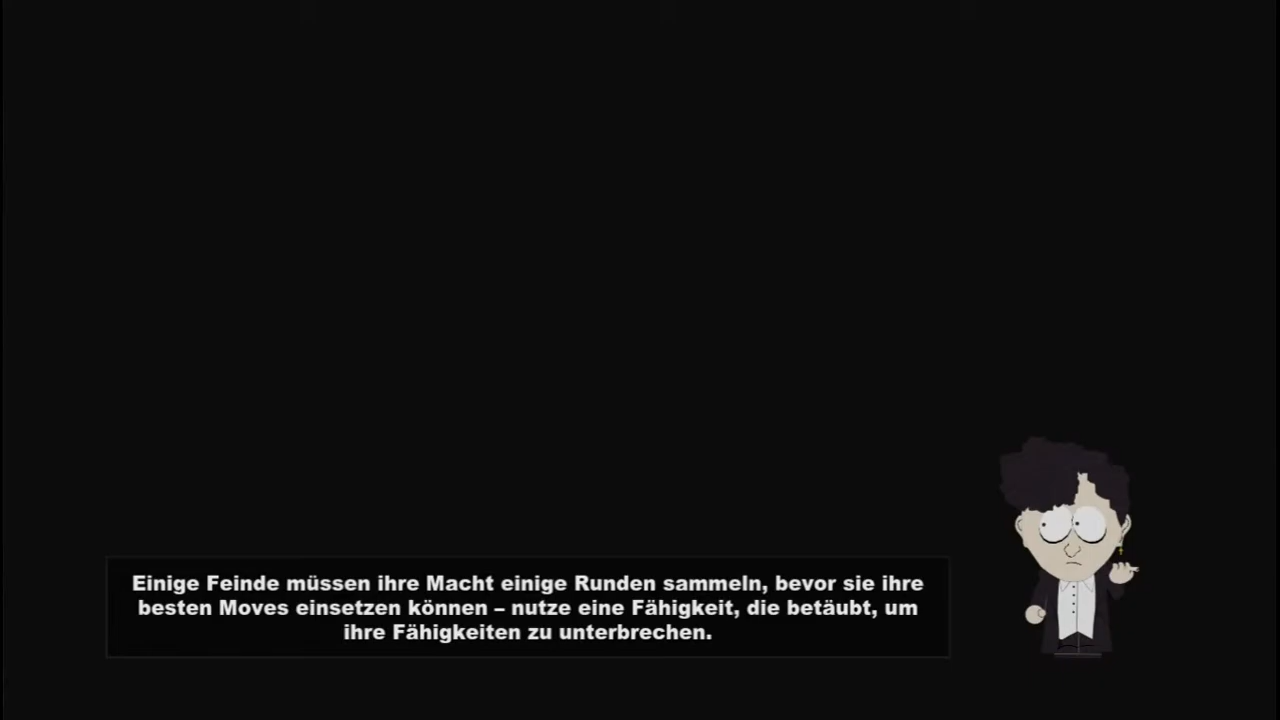 Einige Feinde müssen ihre Macht einige Runden sammeln, bevor sie ihre
besten Moves einsetzen können – nutze eine Fähigkeit, die betäubt, um
ihre Fähigkeiten zu unterbrechen.